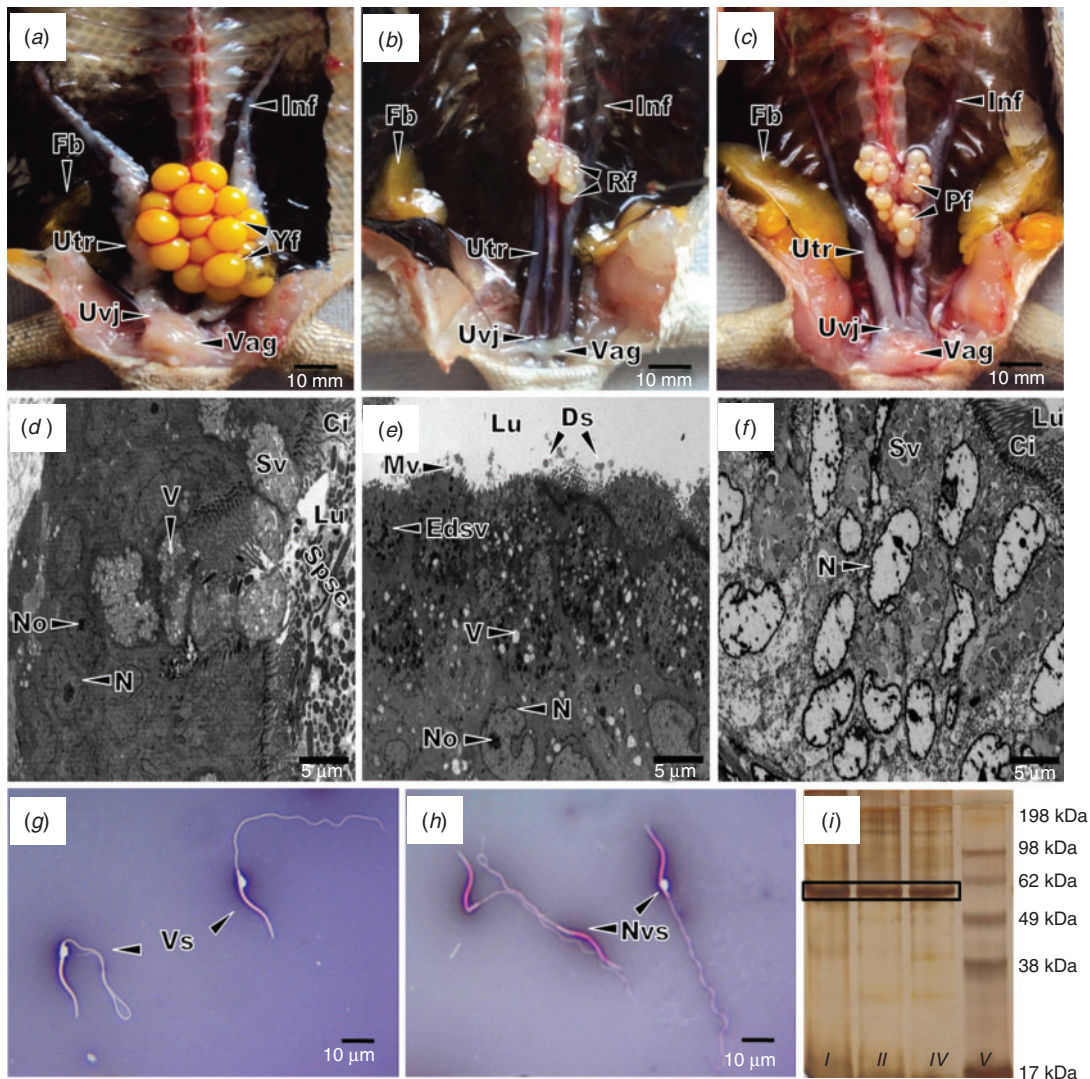 (a)
Inf
Fb
Yf
Utr
Uvj
Vag
10 mm
(b)
Inf
Fb
Rf
Utr
Uvj
Vag
10 mm
(c)
Inf
Fb
Pf
Utr
Uvj
Vag
10 mm
(d)
Ci
Sv
V
Lu
Spse
No
N
5 µm
(e)
Lu
Ds
Mv
Edsv
V
N
No
5 µm
(f)
Lu
Sv
Ci
N
5 µm
(g)
Vs
10 µm
(h)
Nvs
10 µm
(i)
198 kDa
98 kDa
62 kDa
49 kDa
38 kDa
17 kDa
I II IV V